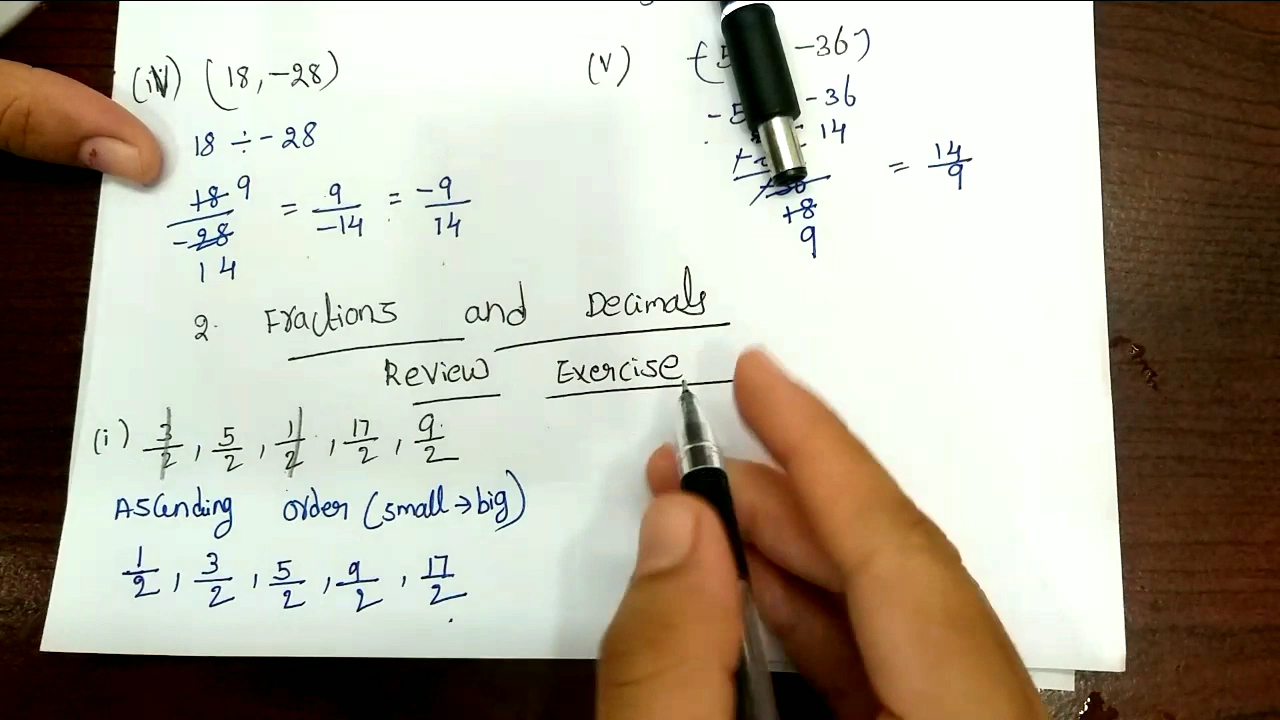 (iv) (18, -28)
18 ÷ -28
18 9
-28
14
= 9/-14 = -9/14
(v) -36)
-36
14
18
9
= 14/9
2. Fractions and Decimals
Review Exercise
(i) 3/2, 5/2, 1/2, 17/2, 9/2
Ascending order (small→big)
1/2, 3/2, 5/2, 9/2, 17/2